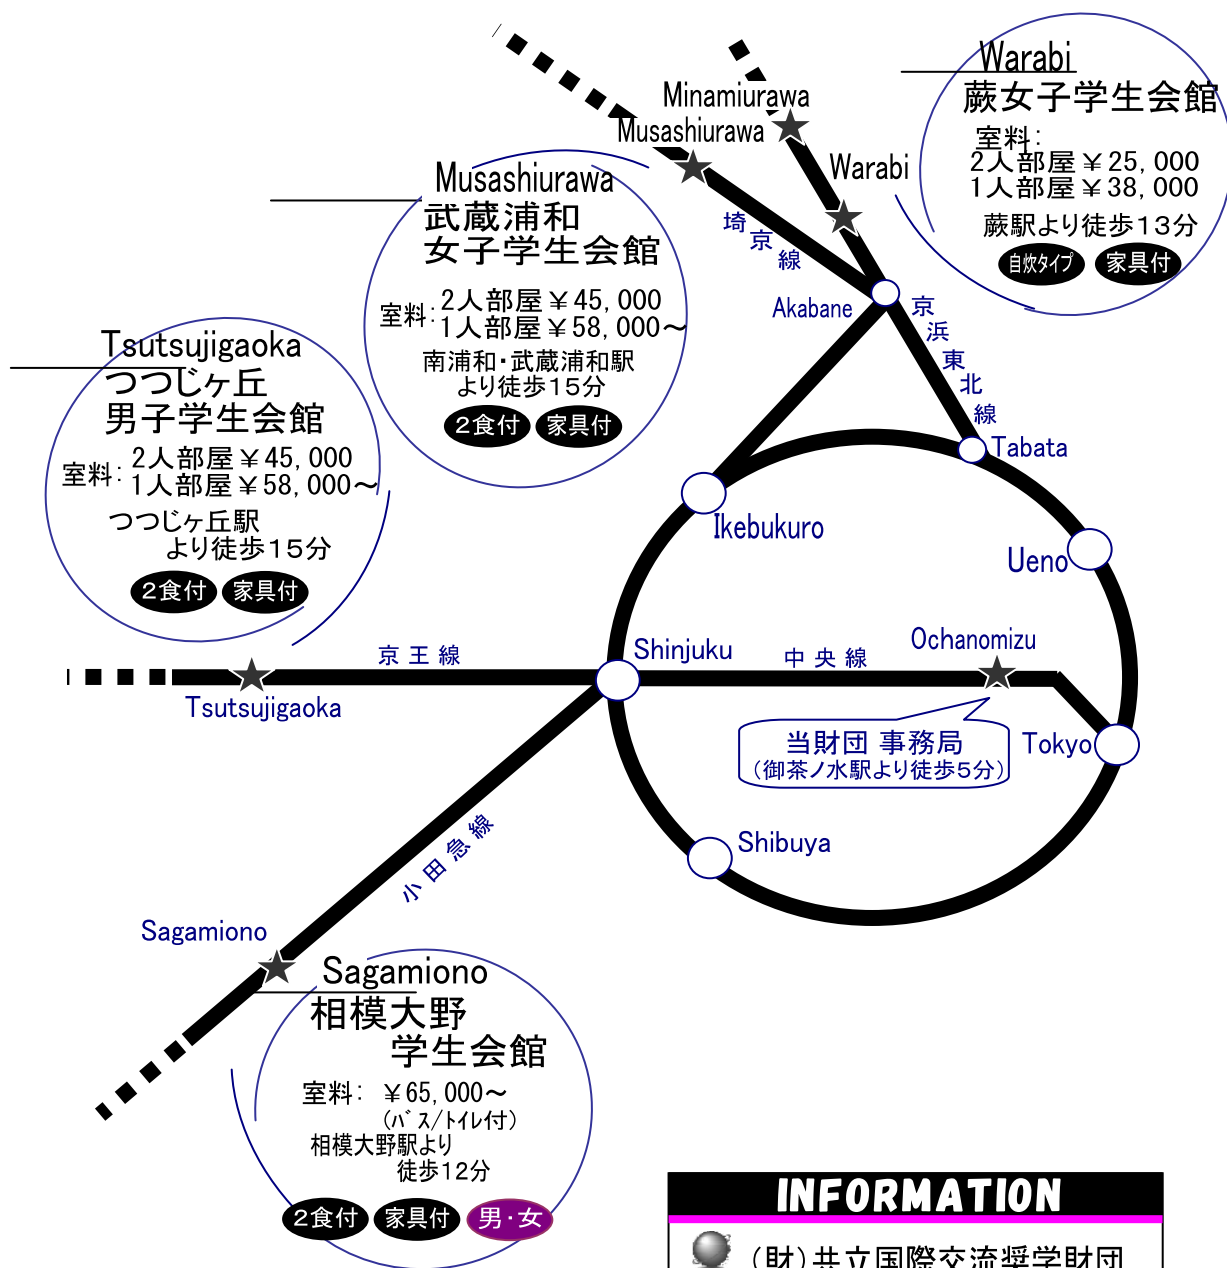 Warabi
蕨女子学生会館
室料:
2人部屋￥25,000
1人部屋￥38,000
蕨駅より徒歩13分
自炊タイプ 家具付
Minamiurawa
Musashiurawa
Warabi
埼京線
Akabane
京浜東北線
Musashiurawa
武蔵浦和
女子学生会館
室料:
2人部屋￥45,000
1人部屋￥58,000～
南浦和・武蔵浦和駅
より徒歩15分
2食付 家具付
Tsutsujigaoka
つつじヶ丘
男子学生会館
室料:
2人部屋￥45,000
1人部屋￥58,000～
つつじヶ丘駅
より徒歩15分
2食付 家具付
Tabata
Ikebukuro
Ueno
京王線
Shinjuku
中央線
Ochanomizu
Tsutsujigaoka
当財団 事務局
(御茶ノ水駅より徒歩5分)
Tokyo
Shibuya
小田急線
Sagamiono
Sagamiono
相模大野
学生会館
室料: ￥65,000～
(バス/トイレ付)
相模大野駅より
徒歩12分
2食付 家具付 男・女
INFORMATION
(財)共立国際交流奨学財団